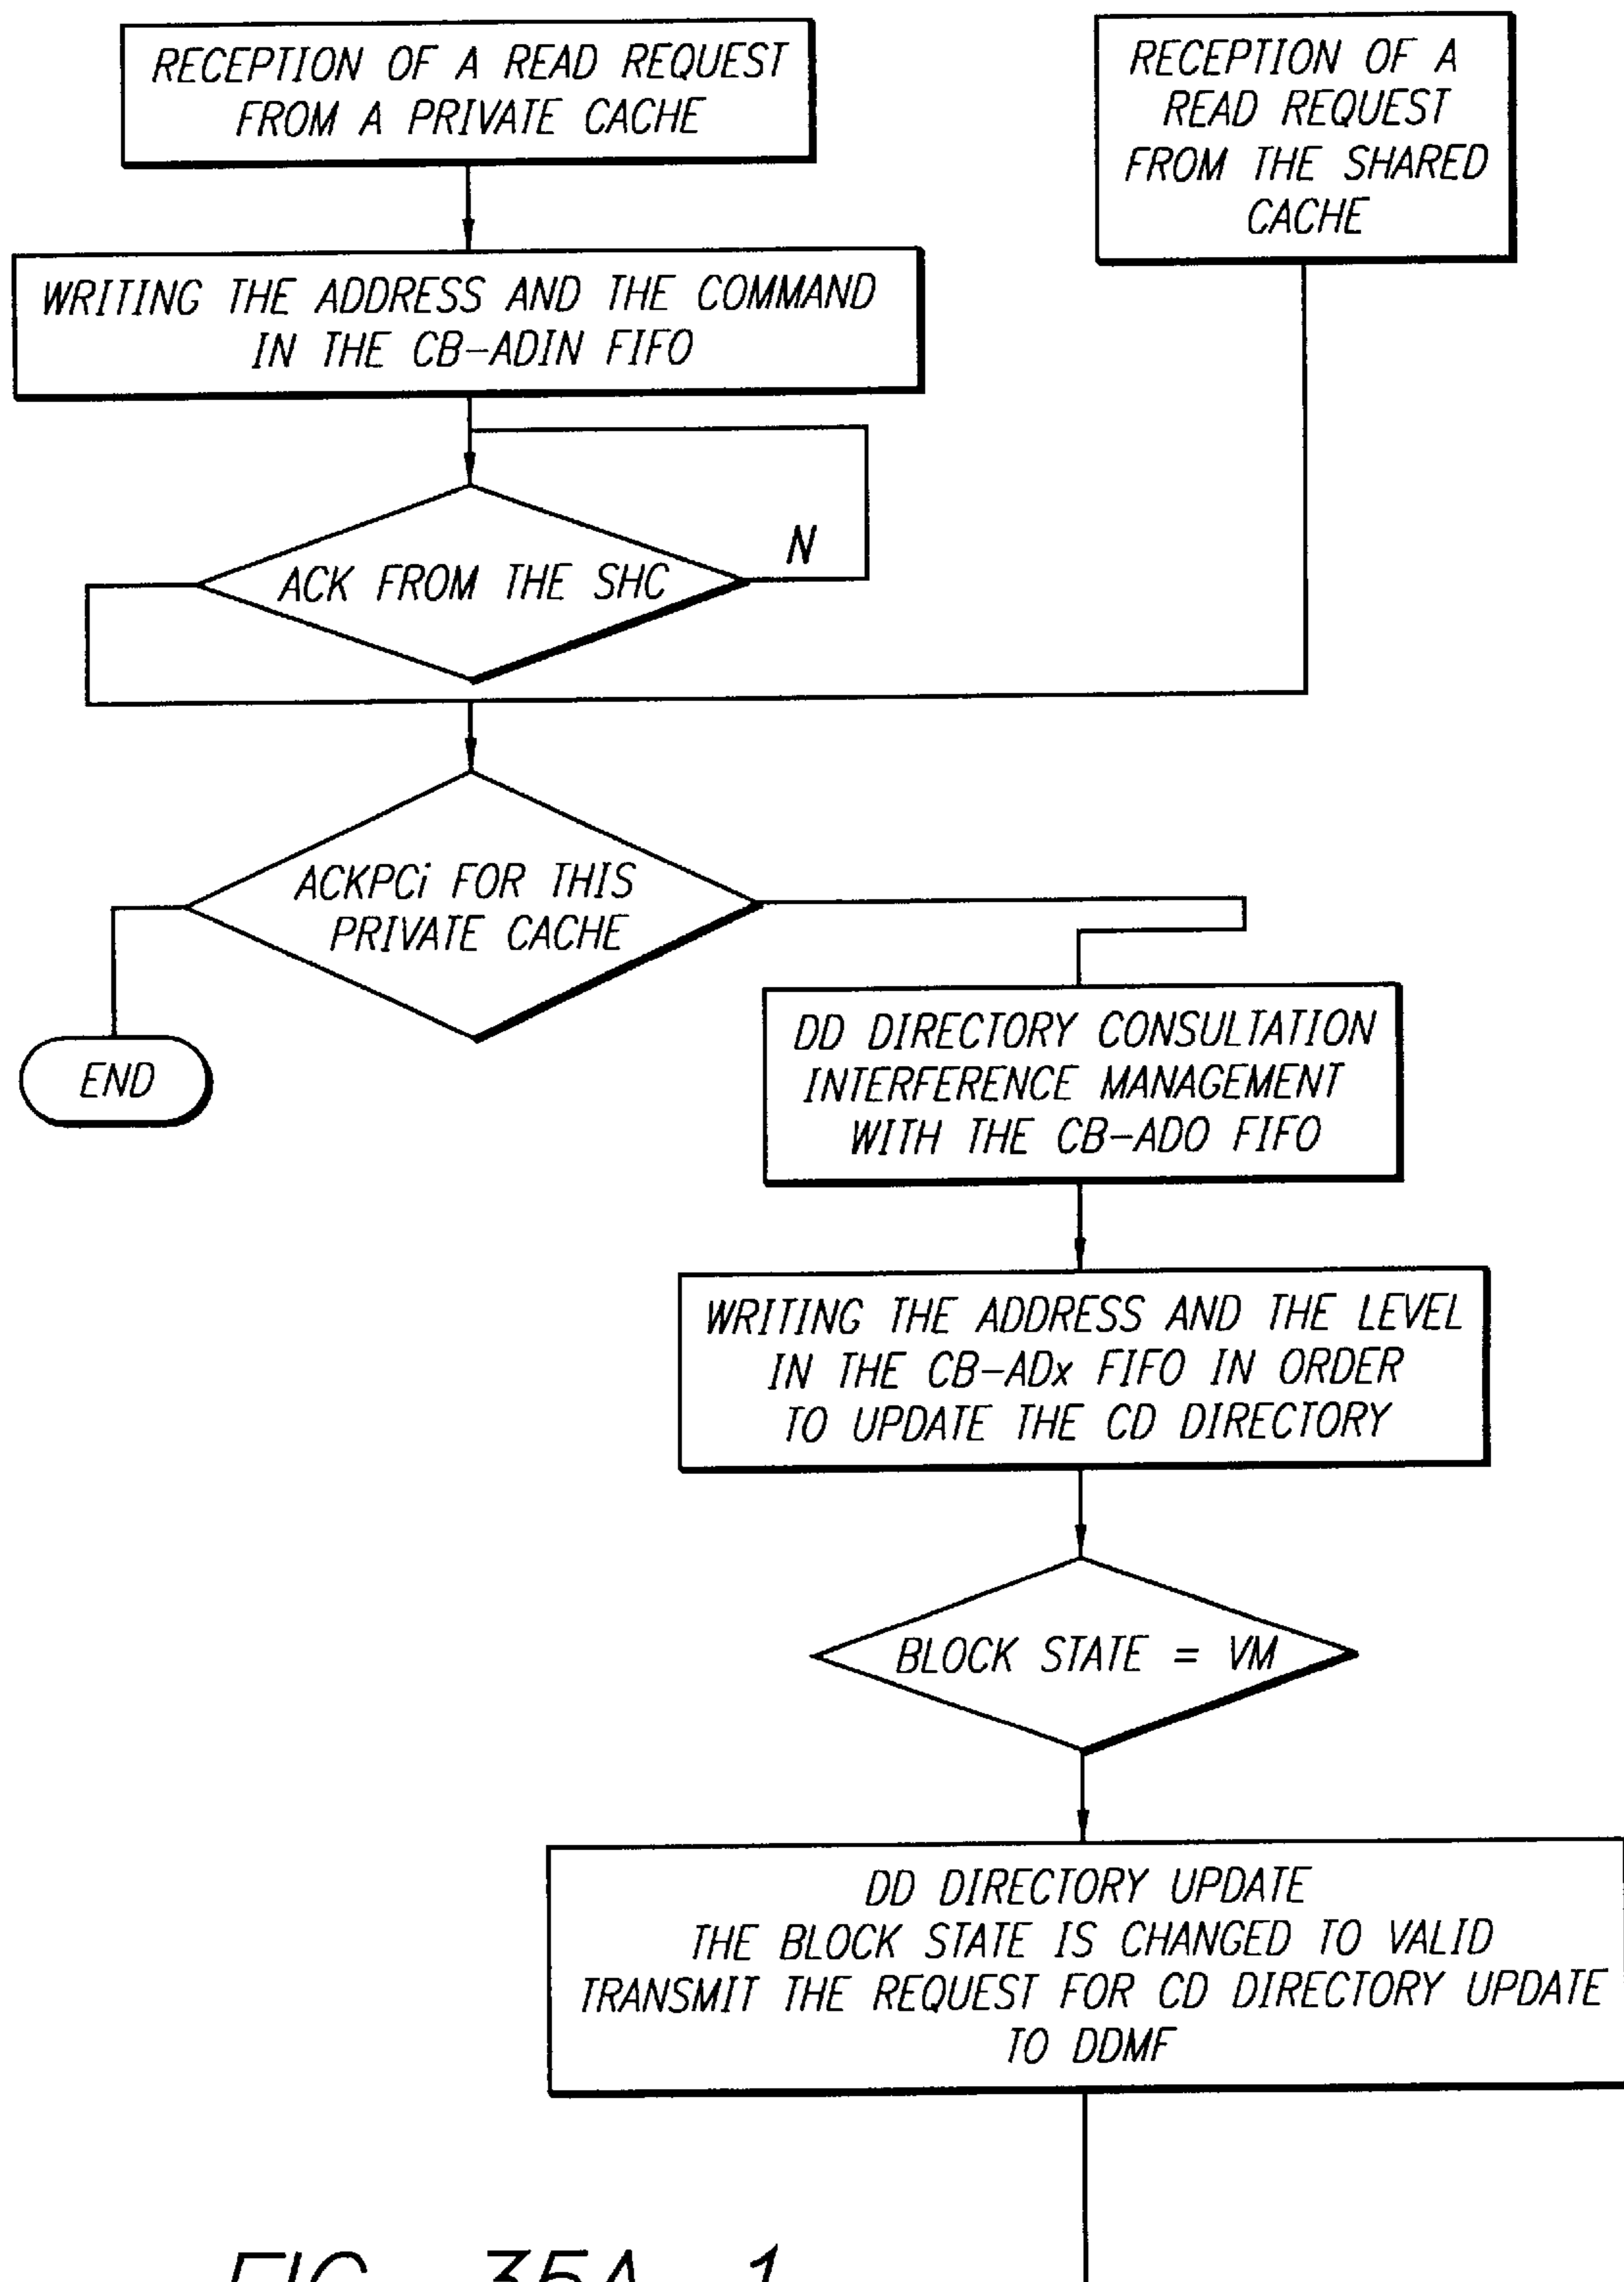 RECEPTION OF A READ REQUEST
FROM A PRIVATE CACHE
RECEPTION OF A
READ REQUEST
FROM THE SHARED
CACHE
WRITING THE ADDRESS AND THE COMMAND
IN THE CB-ADIN FIFO
N
ACK FROM THE SHC
ACKPCi FOR THIS
PRIVATE CACHE
END
DD DIRECTORY CONSULTATION
INTERFERENCE MANAGEMENT
WITH THE CB-ADO FIFO
WRITING THE ADDRESS AND THE LEVEL
IN THE CB-ADx FIFO IN ORDER
TO UPDATE THE CD DIRECTORY
BLOCK STATE = VM
DD DIRECTORY UPDATE
THE BLOCK STATE IS CHANGED TO VALID
TRANSMIT THE REQUEST FOR CD DIRECTORY UPDATE
TO DDMF
FIG. 35A-1